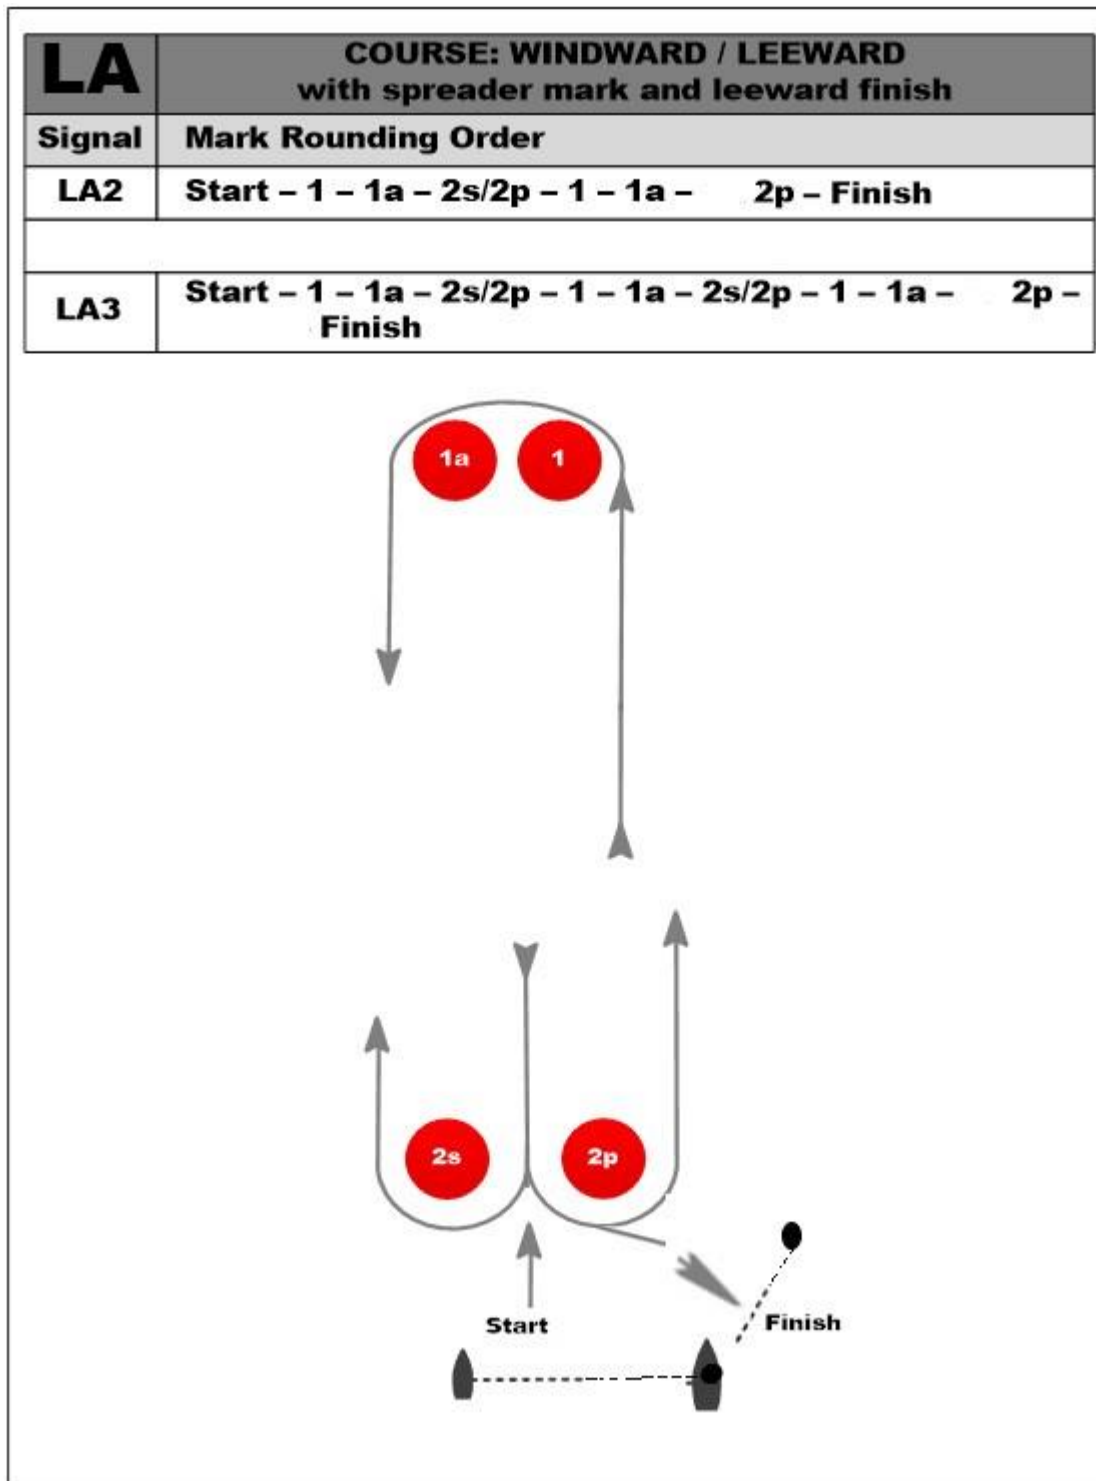 LA
COURSE: WINDWARD / LEEWARD
with spreader mark and leeward finish
Signal Mark Rounding Order
LA2 Start – 1 – 1a – 2s/2p – 1 – 1a – 2p – Finish
LA3 Start – 1 – 1a – 2s/2p – 1 – 1a – 2s/2p – 1 – 1a – 2p –
Finish
1a 1
2s 2p
Start
Finish